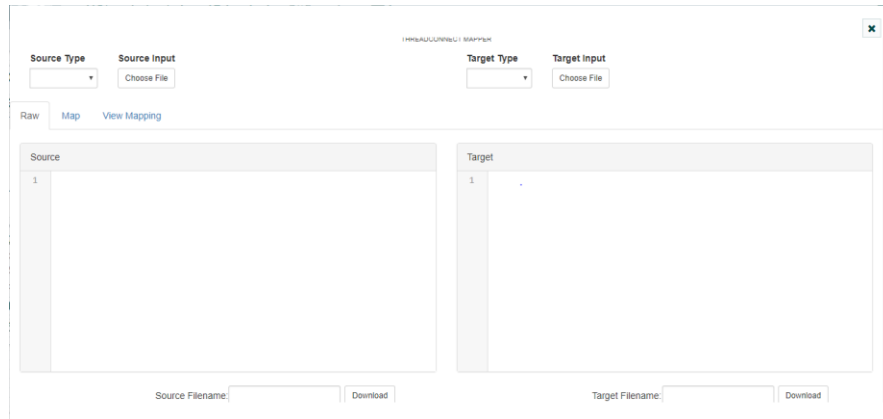 THREADCONNECT MAPPER
Source Type Source Input Target Type Target Input
Choose File Choose File
Raw Map View Mapping
Source Target
1 1
Source Filename: Download Target Filename: Download